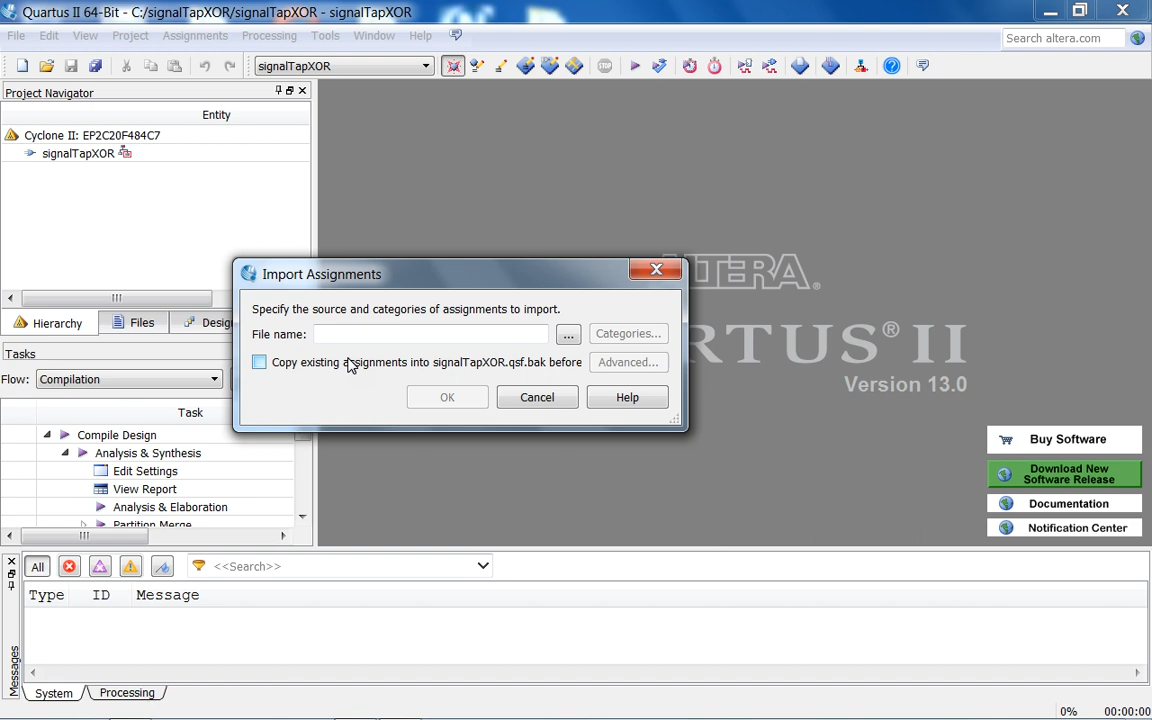 Quartus II 64-Bit - C:/signalTapXOR/signalTapXOR - signalTapXOR
File Edit View Project Assignments Processing Tools Window Help
Search altera.com
signalTapXOR
Project Navigator
Entity
Cyclone II: EP2C20F484C7
signalTapXOR
Hierarchy Files Desig
Tasks
Flow: Compilation
Task
Compile Design
Analysis & Synthesis
Edit Settings
View Report
Analysis & Elaboration
Partition Merge
Import Assignments
Specify the source and categories of assignments to import.
File name: ... Categories...
Copy existing assignments into signalTapXOR.qsf.bak before Advanced...
OK Cancel Help
RTUS® II
Version 13.0
Buy Software
Download New
Software Release
Documentation
Notification Center
All <<Search>>
Type ID Message
Messages
System Processing
0% 00:00:00